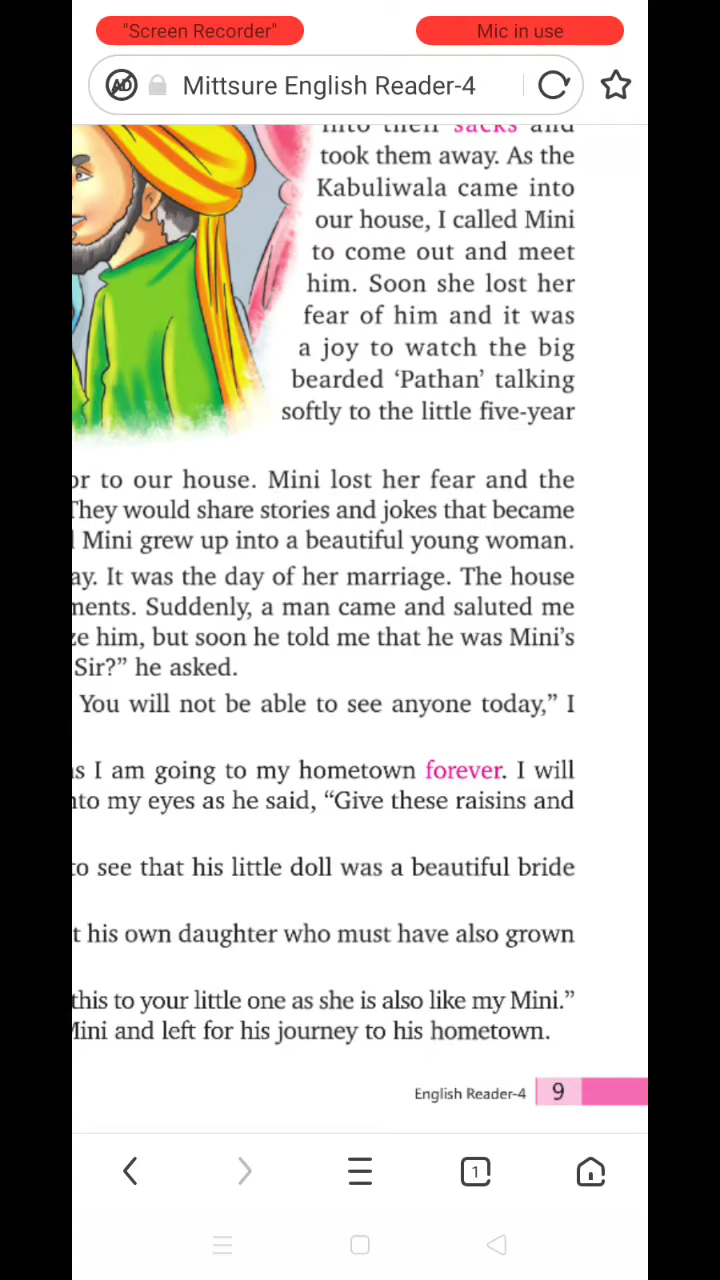 "Screen Recorder"
Mic in use
Mittsure English Reader-4
into their sacks and
took them away. As the
Kabuliwala came into
our house, I called Mini
to come out and meet
him. Soon she lost her
fear of him and it was
a joy to watch the big
bearded ‘Pathan’ talking
softly to the little five-year
or to our house. Mini lost her fear and the
They would share stories and jokes that became
Mini grew up into a beautiful young woman.
ay. It was the day of her marriage. The house
ments. Suddenly, a man came and saluted me
ze him, but soon he told me that he was Mini’s
Sir?” he asked.
You will not be able to see anyone today,” I
as I am going to my hometown forever. I will
nto my eyes as he said, “Give these raisins and
to see that his little doll was a beautiful bride
t his own daughter who must have also grown
this to your little one as she is also like my Mini.”
Mini and left for his journey to his hometown.
English Reader-4 9
1